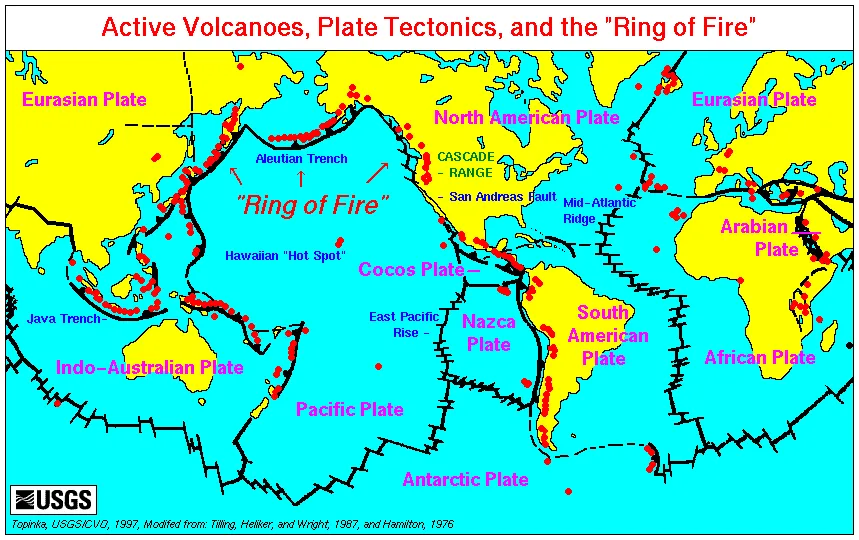 Active Volcanoes, Plate Tectonics, and the "Ring of Fire"
Eurasian Plate
North American Plate
Eurasian Plate
Aleutian Trench
CASCADE
- RANGE
"Ring of Fire"
- San Andreas Fault
Mid-Atlantic
Ridge
Arabian
Plate
Hawaiian "Hot Spot"
Cocos Plate
Java Trench-
East Pacific
Rise -
Nazca
Plate
South
American
Plate
Indo-Australian Plate
African Plate
Pacific Plate
Antarctic Plate
USGS
Topinka, USGS/CVO, 1997, Modifed from: Tilling, Heliker, and Wright, 1987, and Hamilton, 1976